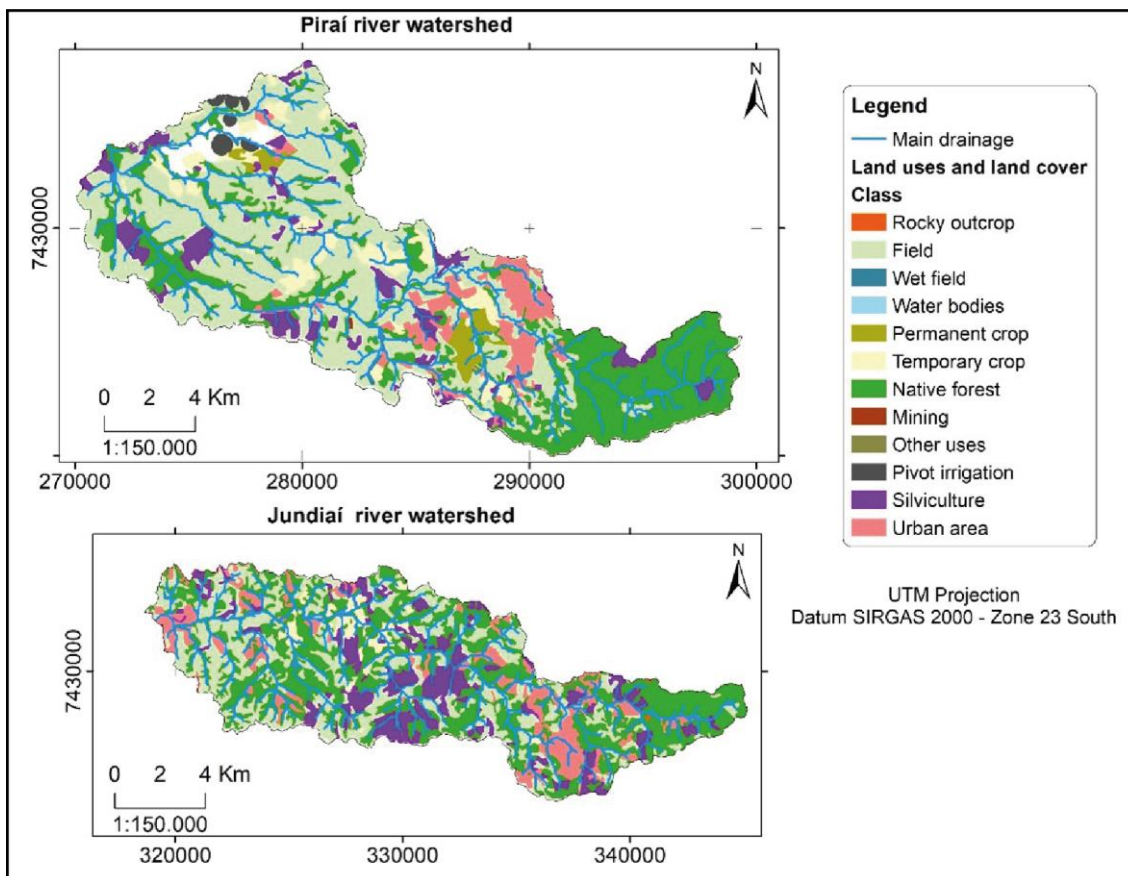 Piraí river watershed
N
7430000
0 2 4 Km
1:150.000
270000 280000 290000 300000
Legend
Main drainage
Land uses and land cover
Class
Rocky outcrop
Field
Wet field
Water bodies
Permanent crop
Temporary crop
Native forest
Mining
Other uses
Pivot irrigation
Silviculture
Urban area
Jundiaí river watershed
N
7430000
0 2 4 Km
1:150.000
320000 330000 340000
UTM Projection
Datum SIRGAS 2000 - Zone 23 South